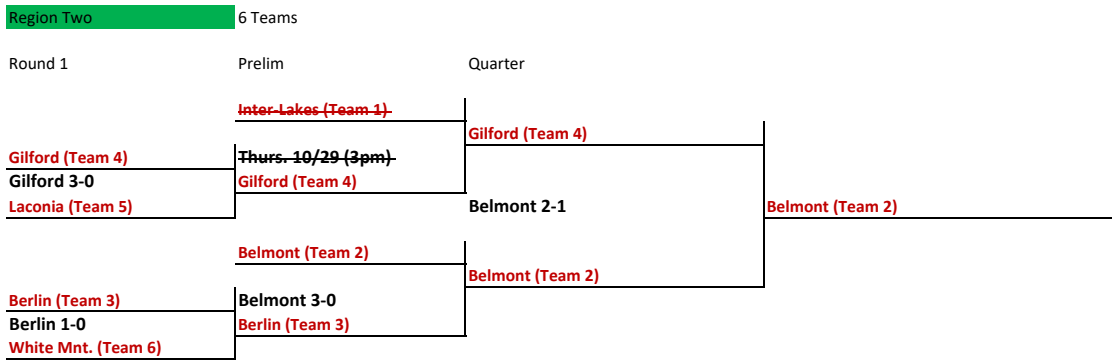 Region Two 6 Teams
Round 1 Prelim Quarter
Inter-Lakes (Team 1)
Gilford (Team 4)
Gilford (Team 4) Thurs. 10/29 (3pm)
Gilford 3-0 Gilford (Team 4)
Laconia (Team 5) Belmont 2-1 Belmont (Team 2)
Belmont (Team 2)
Belmont (Team 2)
Berlin (Team 3) Belmont 3-0
Berlin 1-0 Berlin (Team 3)
White Mnt. (Team 6)